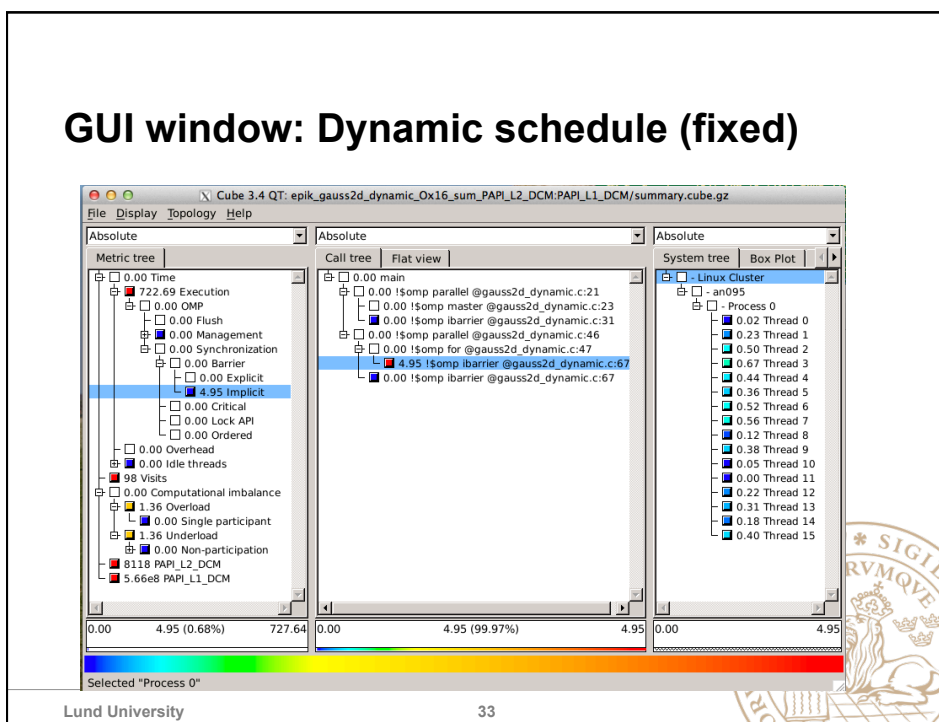 GUI window: Dynamic schedule (fixed)
Cube 3.4 QT: epik_gauss2d_dynamic_Ox16_sum_PAPI_L2_DCM:PAPI_L1_DCM/summary.cube.gz
File Display Topology Help
Absolute
Metric tree
0.00 Time
722.69 Execution
0.00 OMP
0.00 Flush
0.00 Management
0.00 Synchronization
0.00 Barrier
0.00 Explicit
4.95 Implicit
0.00 Critical
0.00 Lock API
0.00 Ordered
0.00 Overhead
0.00 Idle threads
98 Visits
0.00 Computational imbalance
1.36 Overload
0.00 Single participant
1.36 Underload
0.00 Non-participation
8118 PAPI_L2_DCM
5.66e8 PAPI_L1_DCM
0.00 4.95 (0.68%) 727.64
Absolute
Call tree Flat view
0.00 main
0.00 !$omp parallel @gauss2d_dynamic.c:21
0.00 !$omp master @gauss2d_dynamic.c:23
0.00 !$omp ibarrier @gauss2d_dynamic.c:31
0.00 !$omp parallel @gauss2d_dynamic.c:46
0.00 !$omp for @gauss2d_dynamic.c:47
4.95 !$omp ibarrier @gauss2d_dynamic.c:67
0.00 !$omp ibarrier @gauss2d_dynamic.c:67
0.00 4.95 (99.97%) 4.95
Absolute
System tree Box Plot
- Linux Cluster
- an095
- Process 0
0.02 Thread 0
0.23 Thread 1
0.50 Thread 2
0.67 Thread 3
0.44 Thread 4
0.36 Thread 5
0.52 Thread 6
0.56 Thread 7
0.12 Thread 8
0.38 Thread 9
0.05 Thread 10
0.00 Thread 11
0.22 Thread 12
0.31 Thread 13
0.18 Thread 14
0.40 Thread 15
0.00 4.95
Selected "Process 0"
Lund University
33
* SIGI
RVMQVE